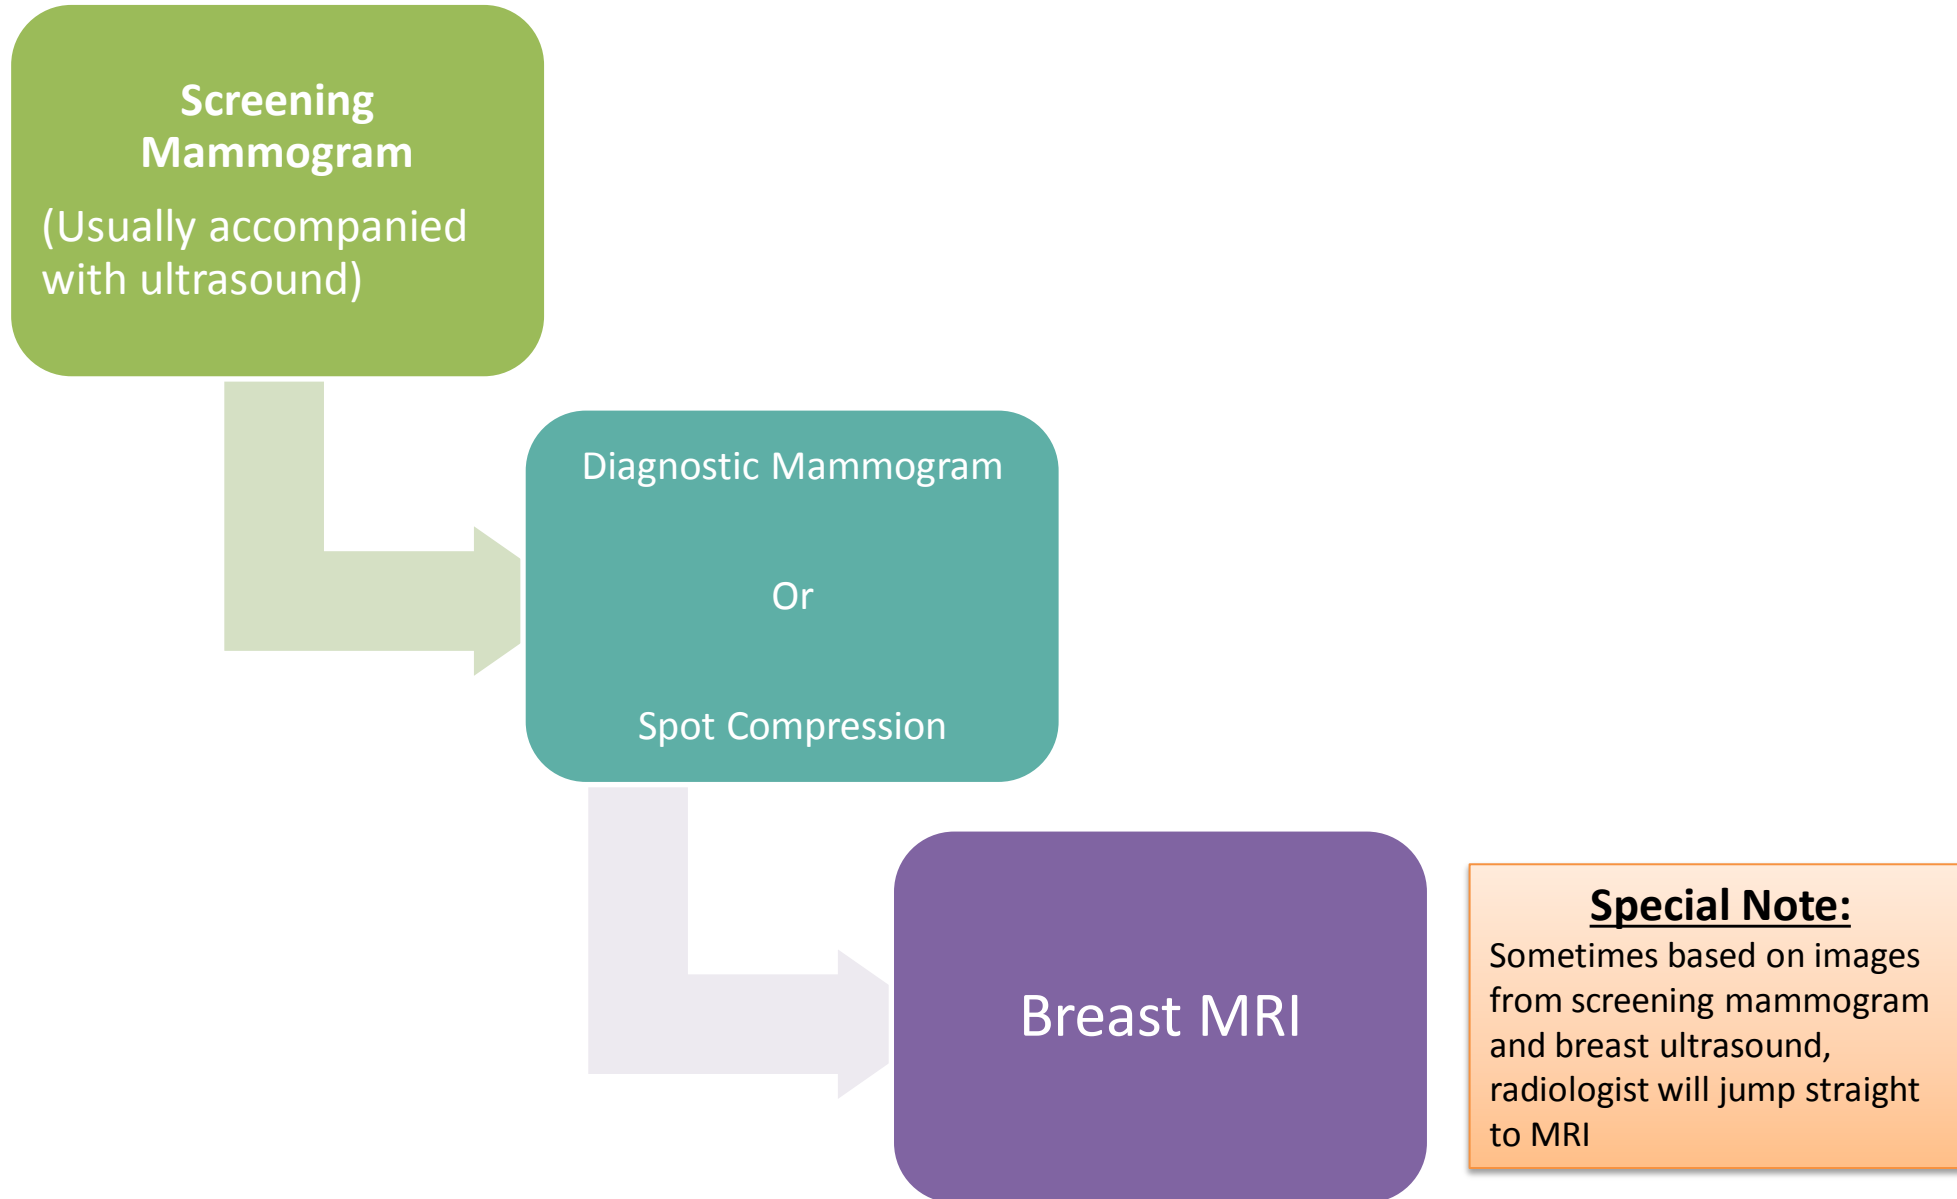 Screening
Mammogram
(Usually accompanied
with ultrasound)
Diagnostic Mammogram
Or
Spot Compression
Breast MRI
Special Note:
Sometimes based on images
from screening mammogram
and breast ultrasound,
radiologist will jump straight
to MRI